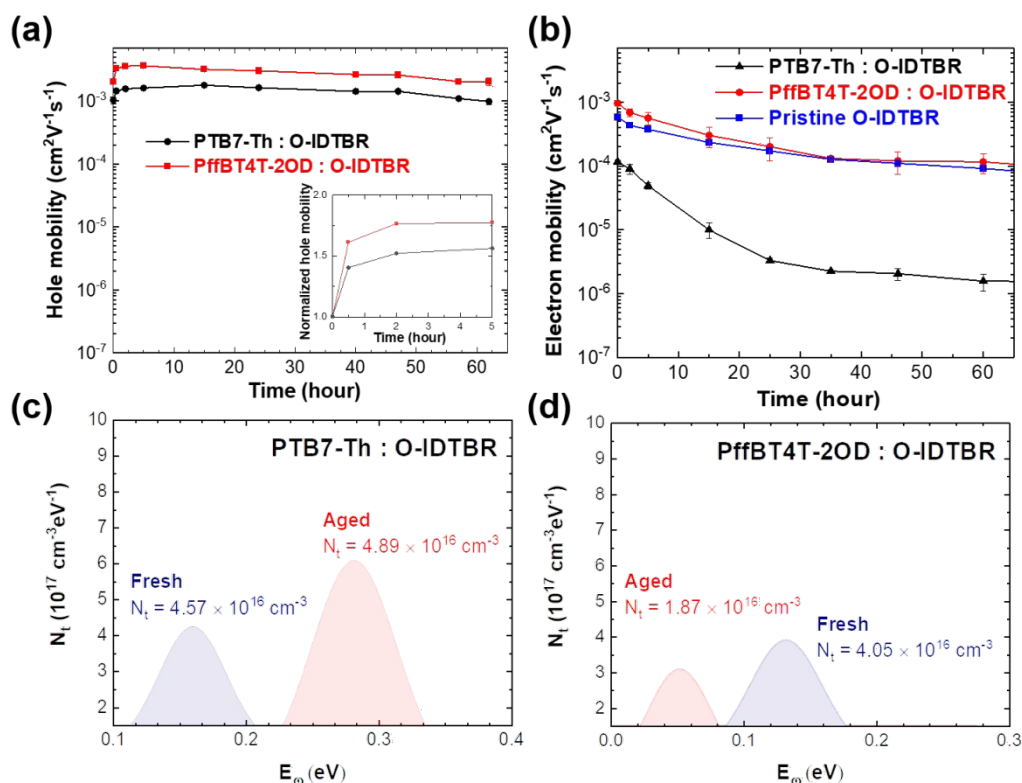 (a)
Hole mobility (cm²V⁻¹s⁻¹)
10⁻³
10⁻⁴
10⁻⁵
10⁻⁶
10⁻⁷
PTB7-Th : O-IDTBR
PffBT4T-2OD : O-IDTBR
Normalized hole mobility
2.0
1.5
1.0
0 1 2 3 4 5
Time (hour)
0 10 20 30 40 50 60
Time (hour)
(b)
Electron mobility (cm²V⁻¹s⁻¹)
10⁻³
10⁻⁴
10⁻⁵
10⁻⁶
10⁻⁷
PTB7-Th : O-IDTBR
PffBT4T-2OD : O-IDTBR
Pristine O-IDTBR
0 10 20 30 40 50 60
Time (hour)
(c)
Nₜ (10¹⁷ cm⁻³eV⁻¹)
10
9
8
7
6
5
4
3
2
PTB7-Th : O-IDTBR
Aged
Nₜ = 4.89 × 10¹⁶ cm⁻³
Fresh
Nₜ = 4.57 × 10¹⁶ cm⁻³
0.1 0.2 0.3 0.4
E_ω (eV)
(d)
Nₜ (10¹⁷ cm⁻³eV⁻¹)
10
9
8
7
6
5
4
3
2
PffBT4T-2OD : O-IDTBR
Aged
Nₜ = 1.87 × 10¹⁶ cm⁻³
Fresh
Nₜ = 4.05 × 10¹⁶ cm⁻³
0.0 0.1 0.2 0.3
E_ω (eV)